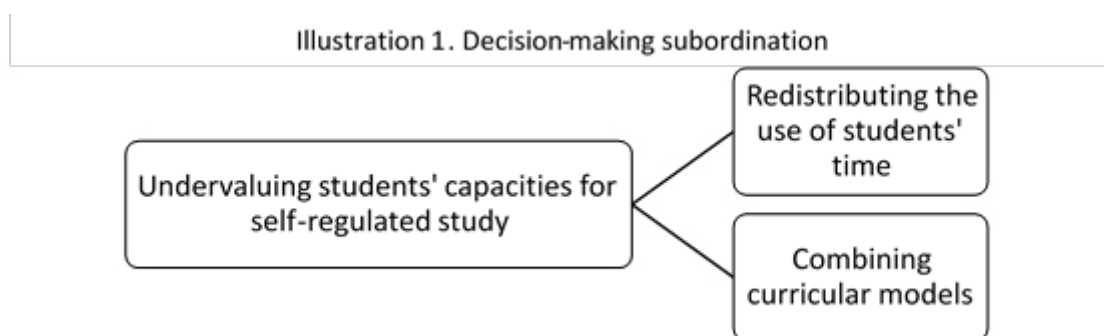 Illustration 1. Decision-making subordination
Undervaluing students' capacities for
self-regulated study
Redistributing the
use of students'
time
Combining
curricular models